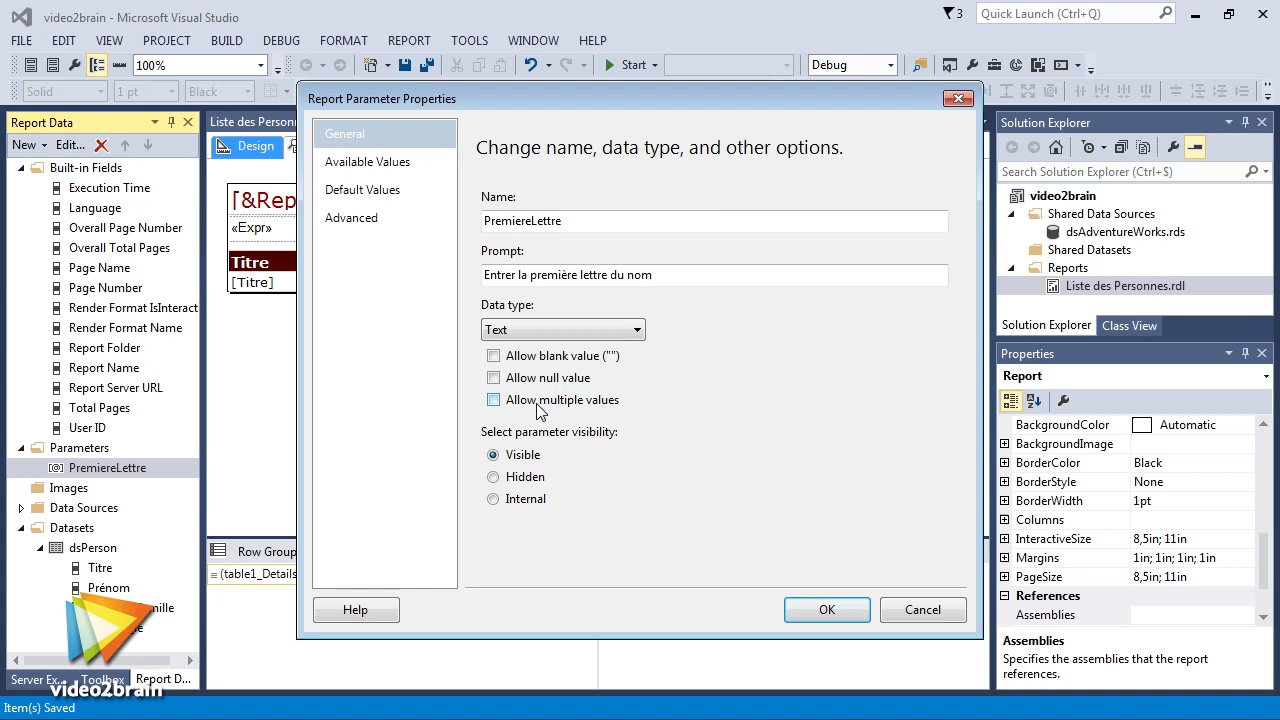 video2brain - Microsoft Visual Studio
3
Quick Launch (Ctrl+Q)
FILE EDIT VIEW PROJECT BUILD DEBUG FORMAT REPORT TOOLS WINDOW HELP
100%
Start
Debug
Solid
1 pt
Black
Report Data
New Edit...
Built-in Fields
Execution Time
Language
Overall Page Number
Overall Total Pages
Page Name
Page Number
Render Format IsInteract
Render Format Name
Report Folder
Report Name
Report Server URL
Total Pages
User ID
Parameters
PremiereLettre
Images
Data Sources
Datasets
dsPerson
Titre
Prénom
Server Ex... Toolbox Report D...
video2brain
Item(s) Saved
Liste des Person
Design
[&Rep
«Expr»
Titre
[Titre]
Row Group
(table1_Details
Report Parameter Properties
General
Available Values
Default Values
Advanced
Change name, data type, and other options.
Name:
PremiereLettre
Prompt:
Entrer la première lettre du nom
Data type:
Text
Allow blank value ("")
Allow null value
Allow multiple values
Select parameter visibility:
Visible
Hidden
Internal
Help
OK
Cancel
Solution Explorer
Search Solution Explorer (Ctrl+$)
video2brain
Shared Data Sources
dsAdventureWorks.rds
Shared Datasets
Reports
Liste des Personnes.rdl
Solution Explorer Class View
Properties
Report
BackgroundColor Automatic
BackgroundImage
BorderColor Black
BorderStyle None
BorderWidth 1pt
Columns
InteractiveSize 8,5in; 11in
Margins 1in; 1in; 1in; 1in
PageSize 8,5in; 11in
References
Assemblies
Assemblies
Specifies the assemblies that the report
references.